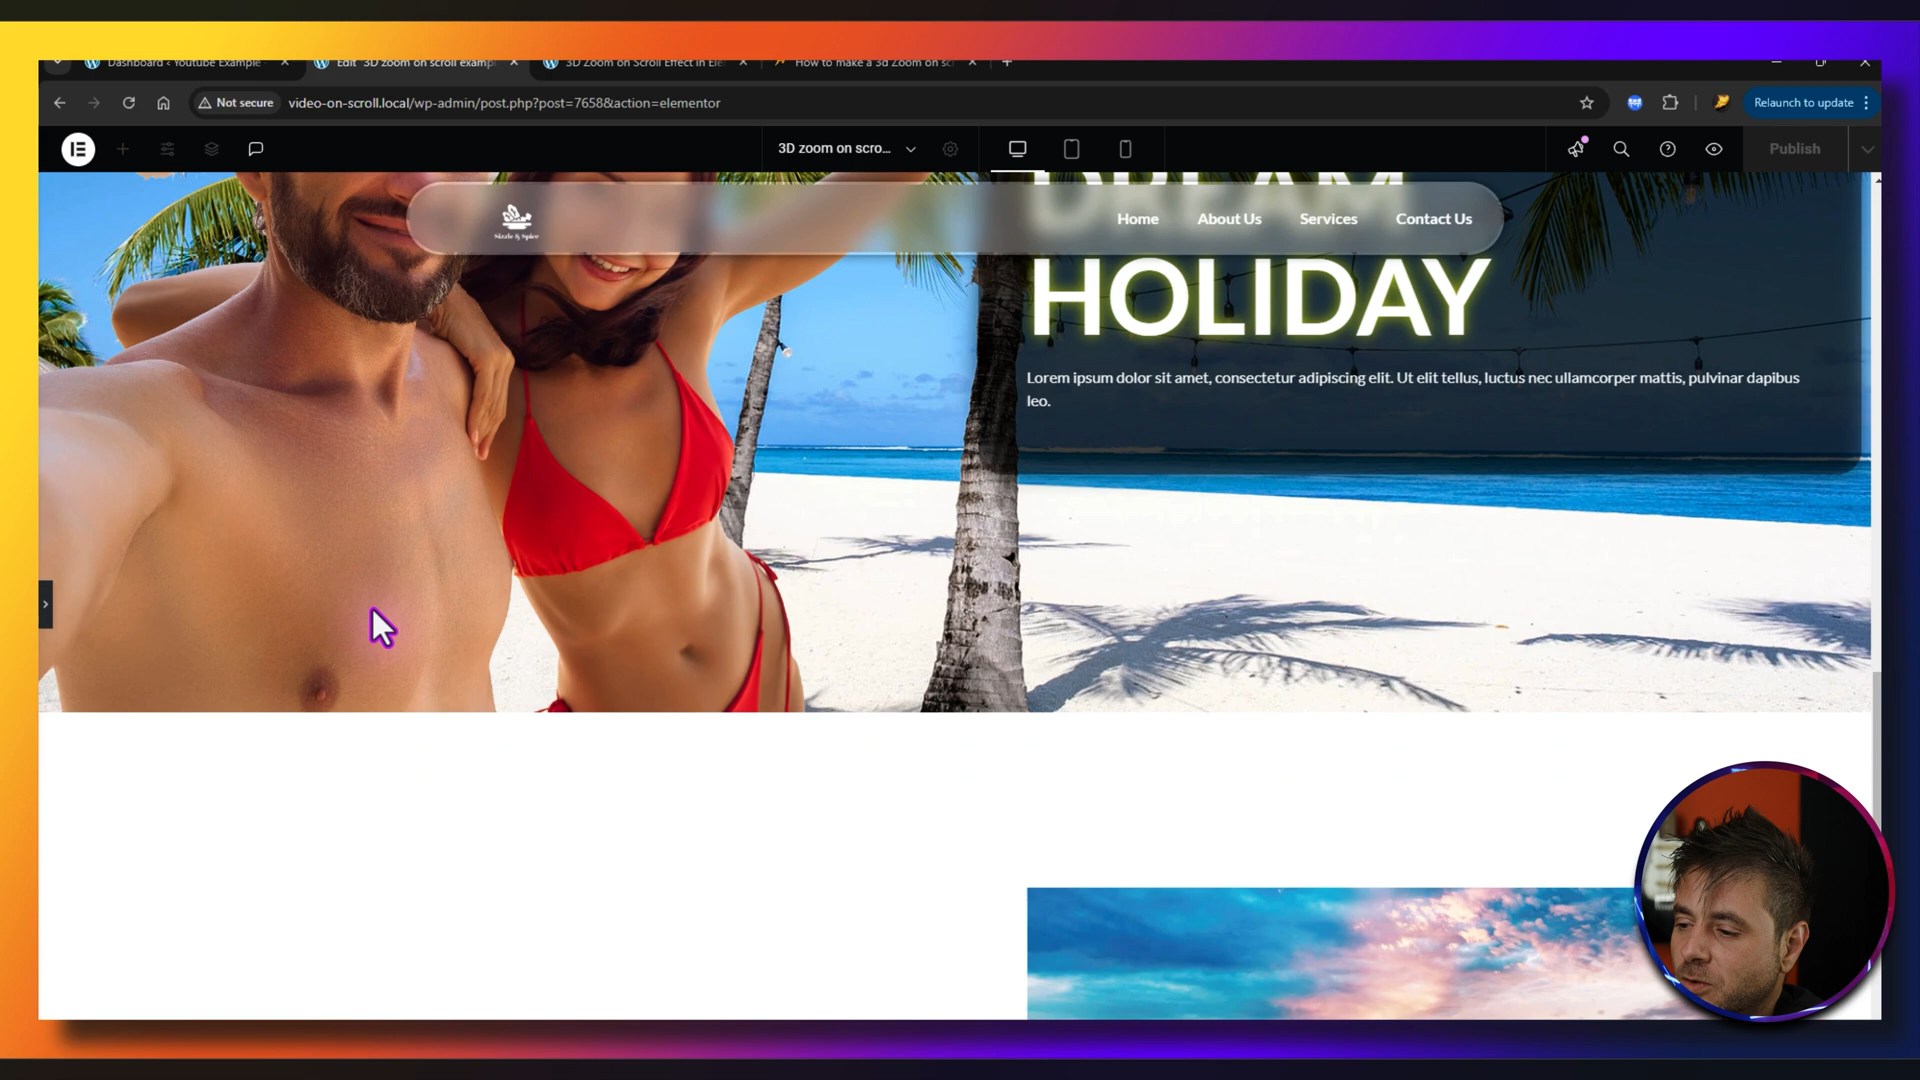 Dashboard ‹ Youtube Example
Edit "3D zoom on scroll examp
3D Zoom on Scroll Effect in Ele
How to make a 3d Zoom on sc
Not secure
video-on-scroll.local/wp-admin/post.php?post=7658&action=elementor
Relaunch to update
3D zoom on scro...
Publish
DREAM
Sizzle & Spice
Home
About Us
Services
Contact Us
HOLIDAY
Lorem ipsum dolor sit amet, consectetur adipiscing elit. Ut elit tellus, luctus nec ullamcorper mattis, pulvinar dapibus
leo.